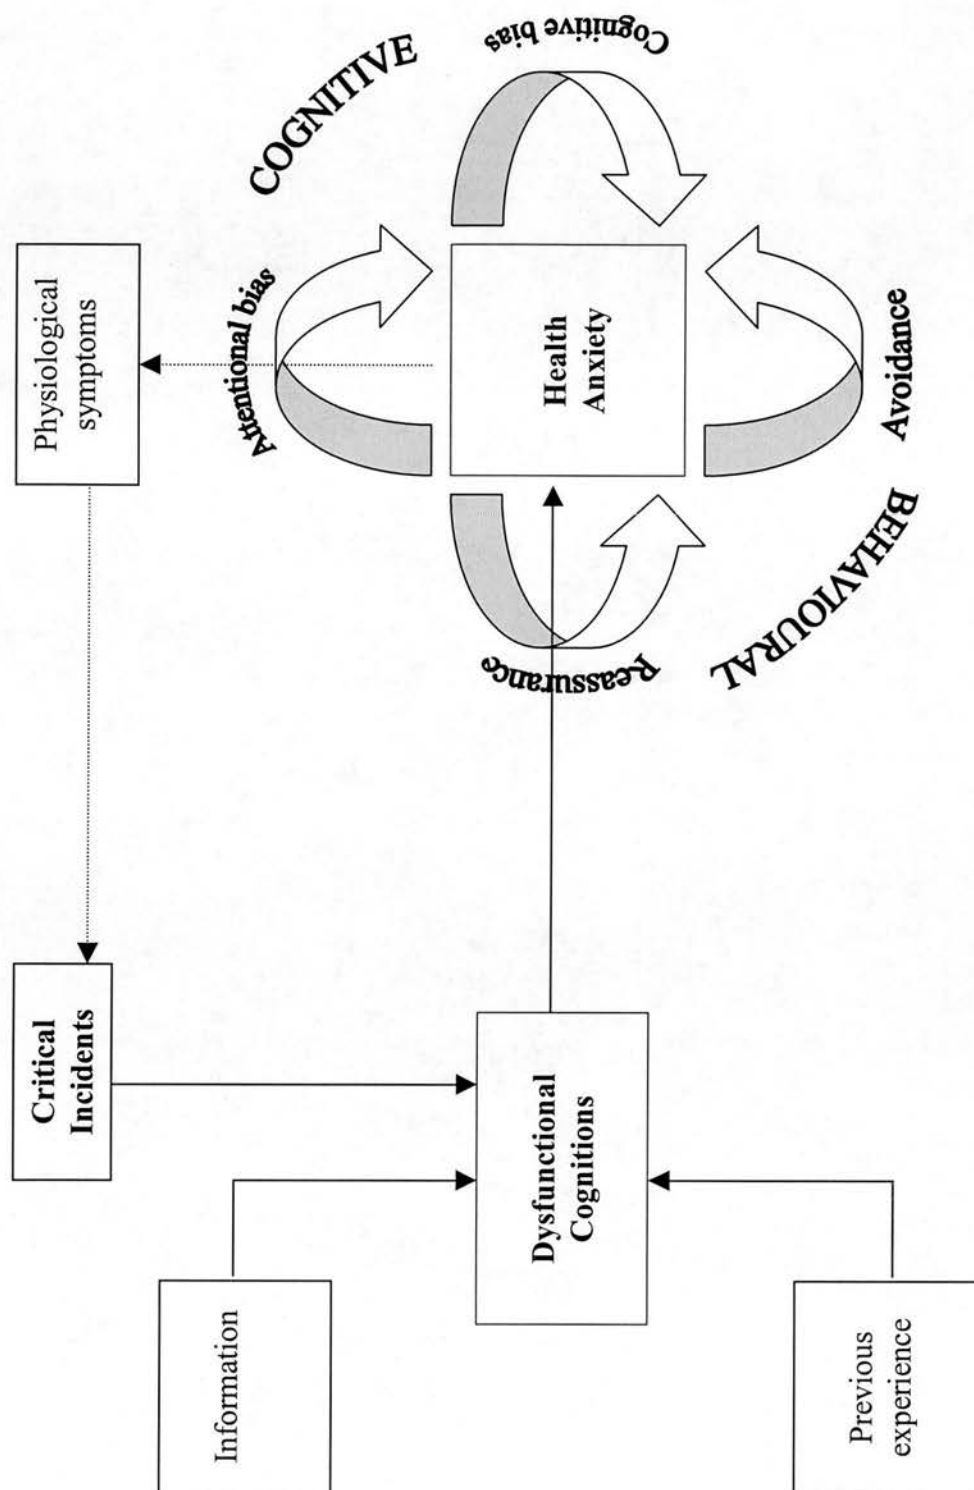 Physiological
symptoms
COGNITIVE
Cognitive bias
Attentional bias
Health
Anxiety
Reassurance
Avoidance
BEHAVIOURAL
Critical
Incidents
Dysfunctional
Cognitions
Information
Previous
experience